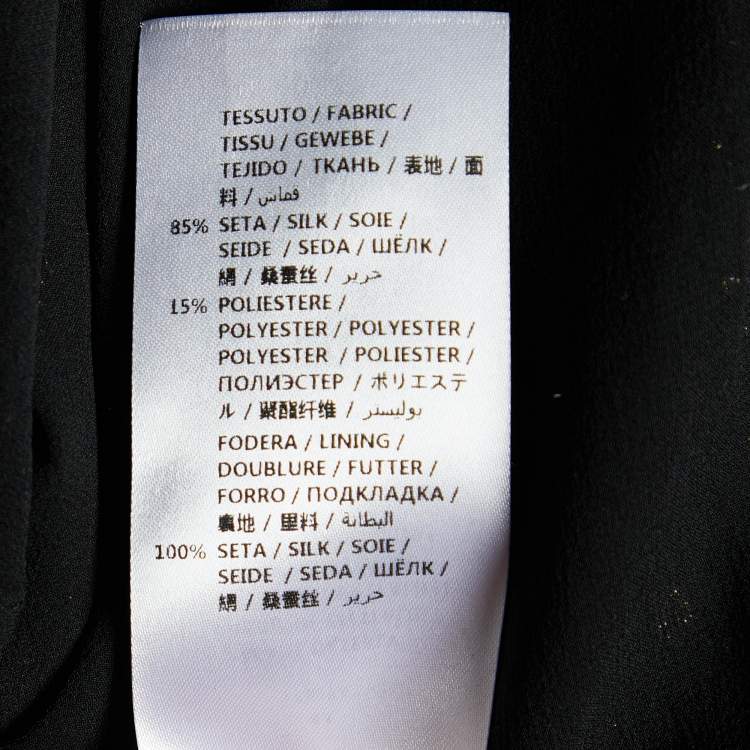 TESSUTO / FABRIC /
TISSU / GEWEBE /
TEJIDO / ТКАНЬ / 表地 / 面
料 / قماش
85% SETA / SILK / SOIE /
SEIDE / SEDA / ШЁЛК /
絹 / 桑蚕丝 / حرير
15% POLIESTERE /
POLYESTER / POLYESTER /
POLYESTER / POLIESTER /
ПОЛИЭСТЕР / ポリエステ
ル / 聚酯纤维 / بوليستر
FODERA / LINING /
DOUBLURE / FUTTER /
FORRO / ПОДКЛАДКА /
裏地 / 里料 / البطانة
100% SETA / SILK / SOIE /
SEIDE / SEDA / ШЁЛК /
絹 / 桑蚕丝 / حرير